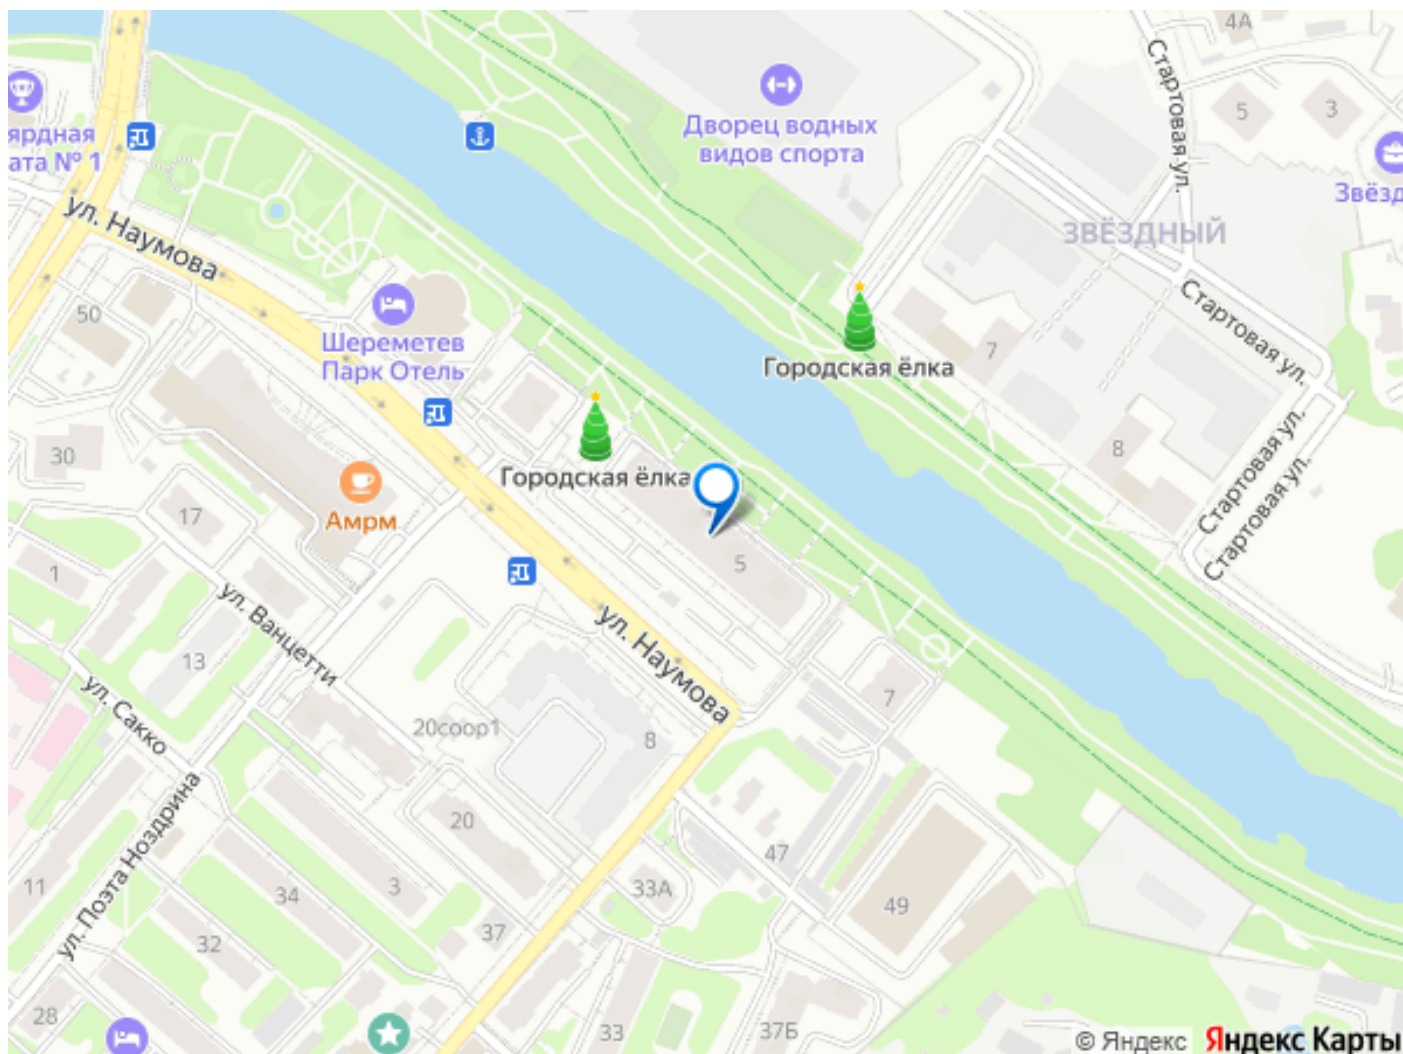 4А
Стартовая ул.
5
3
Дворец водных
видов спорта
ярдная
ата № 1
Звёзд
ул. Наумова
ЗВЁЗДНЫЙ
50
Шереметев
Парк Отель
Стартовая ул.
7
Городская ёлка
Городская ёлка
30
8
Стартовая ул.
Стартовая ул.
Амрм
17
5
1
ул. Ванцетти
ул. Наумова
13
7
ул. Сакко
20соор1
8
20
ул. Поэта Ноздрина
47
11
34
3
33А
49
32
37
28
33
37Б
© Яндекс Яндекс Карты